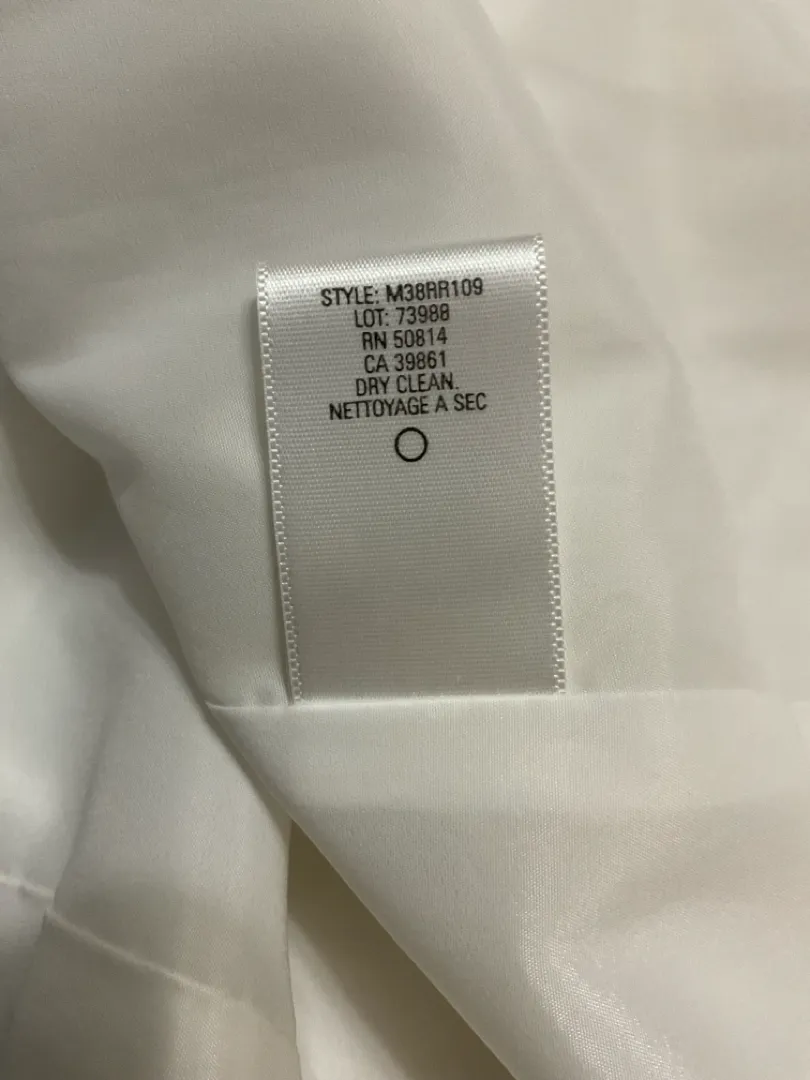 STYLE: M38RR109
LOT: 73988
RN 50814
CA 39861
DRY CLEAN.
NETTOYAGE A SEC